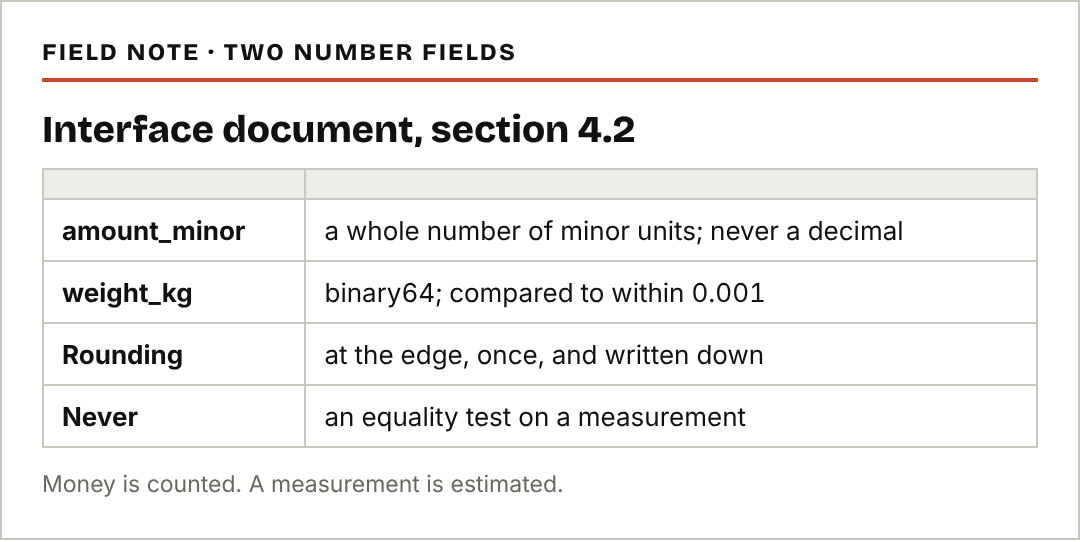 FIELD NOTE · TWO NUMBER FIELDS
Interface document, section 4.2
amount_minor a whole number of minor units; never a decimal
weight_kg binary64; compared to within 0.001
Rounding at the edge, once, and written down
Never an equality test on a measurement
Money is counted. A measurement is estimated.